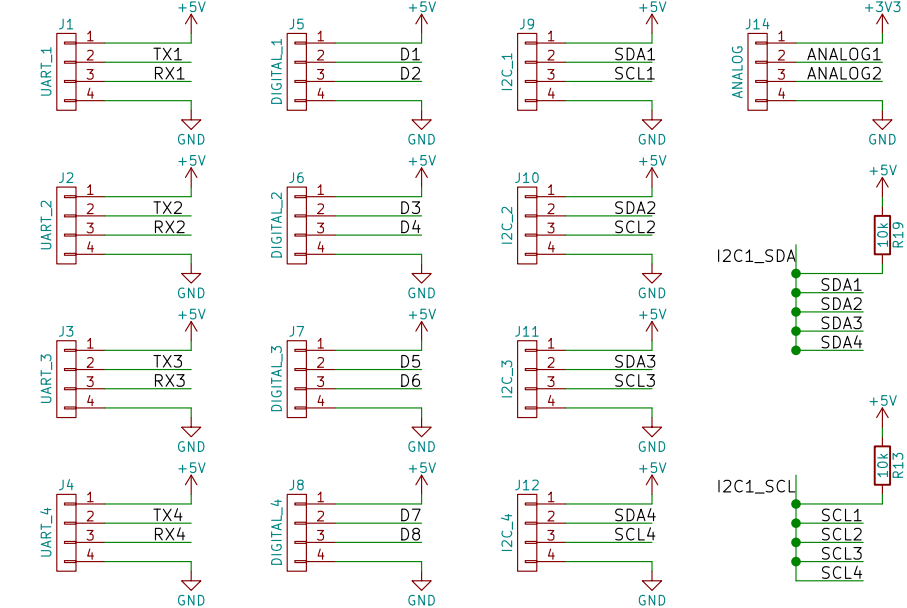 +5V
J1
UART_1
1
2 TX1
3 RX1
4
GND
+5V
J5
DIGITAL_1
1
2 D1
3 D2
4
GND
+5V
J9
I2C_1
1
2 SDA1
3 SCL1
4
GND
+3V3
J14
ANALOG
1
2 ANALOG1
3 ANALOG2
4
GND
+5V
J2
UART_2
1
2 TX2
3 RX2
4
GND
+5V
J6
DIGITAL_2
1
2 D3
3 D4
4
GND
+5V
J10
I2C_2
1
2 SDA2
3 SCL2
4
GND
+5V
10k
R19
I2C1_SDA
SDA1
SDA2
SDA3
SDA4
+5V
J3
UART_3
1
2 TX3
3 RX3
4
GND
+5V
J7
DIGITAL_3
1
2 D5
3 D6
4
GND
+5V
J11
I2C_3
1
2 SDA3
3 SCL3
4
GND
+5V
J4
UART_4
1
2 TX4
3 RX4
4
GND
+5V
J8
DIGITAL_4
1
2 D7
3 D8
4
GND
+5V
J12
I2C_4
1
2 SDA4
3 SCL4
4
GND
+5V
10k
R13
I2C1_SCL
SCL1
SCL2
SCL3
SCL4